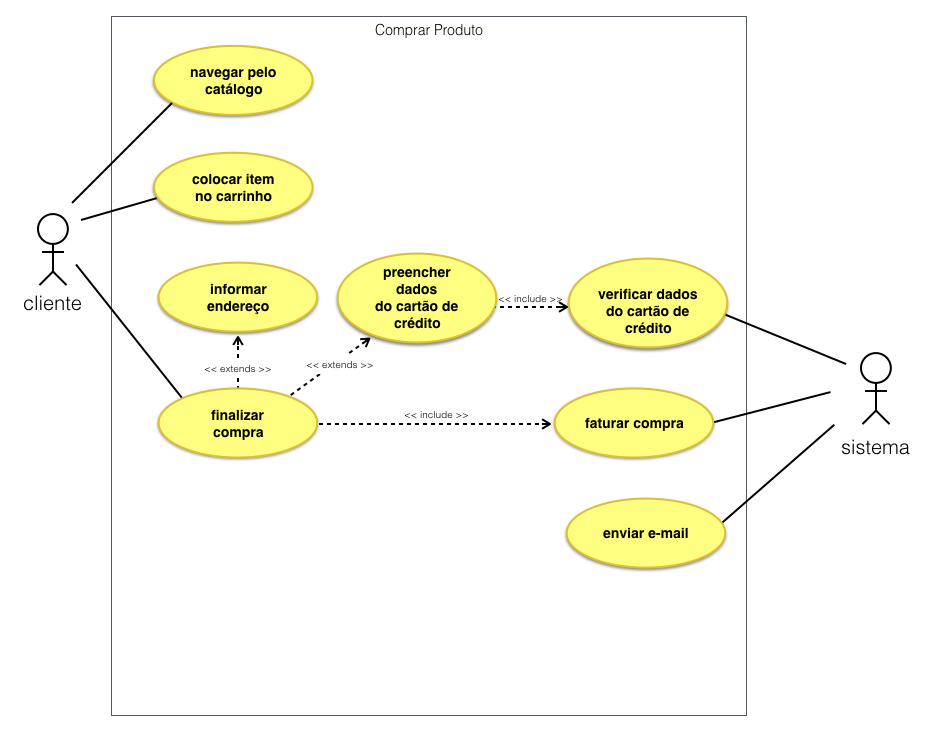 Comprar Produto
navegar pelo
catálogo
colocar item
no carrinho
cliente
informar
endereço
preencher
dados
do cartão de
crédito
<< include >>
verificar dados
do cartão de
crédito
<< extends >>
<< extends >>
finalizar
compra
<< include >>
faturar compra
sistema
enviar e-mail